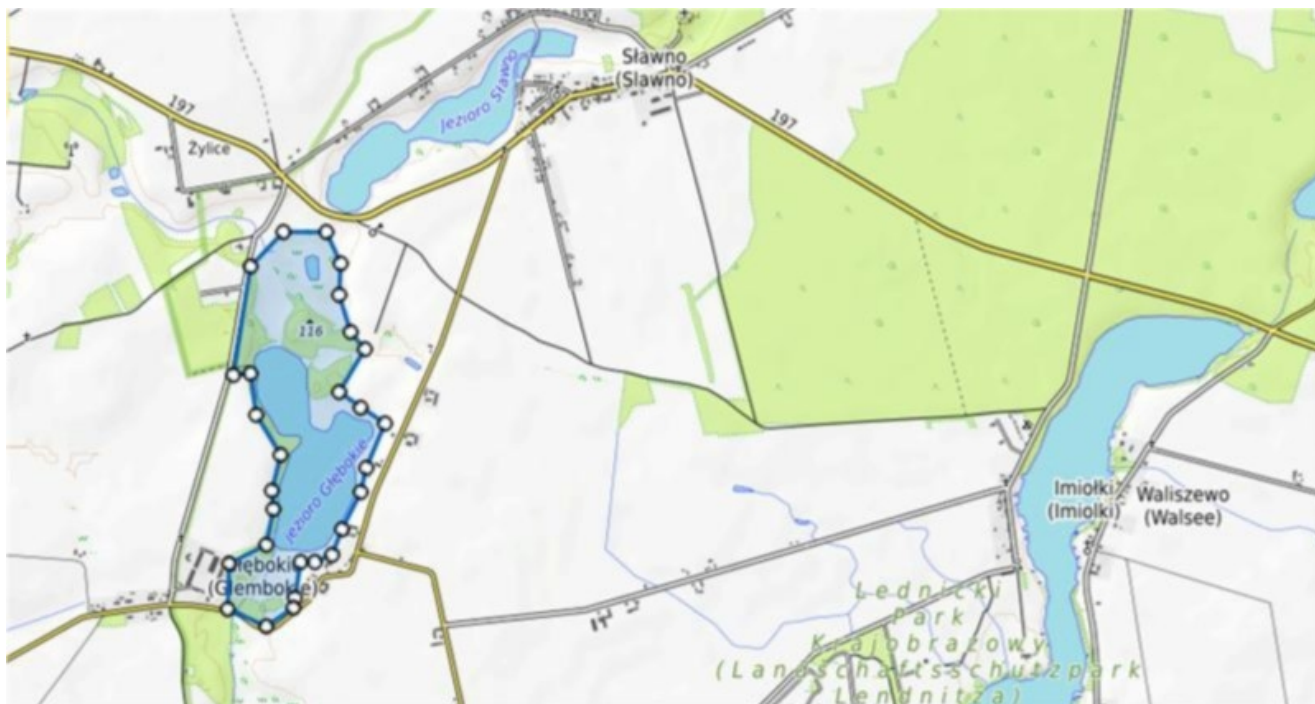 Sławno
(Slawno)
Jezioro Sławno
197
197
Żylice
116
Jezioro Głębokie
(Glembokie)
Imiołki
(Imiolki)
Waliszewo
(Walsee)
Lednicki
Park
Krajobrazowy
(Landschaftsschutzpark
Lendnitza)